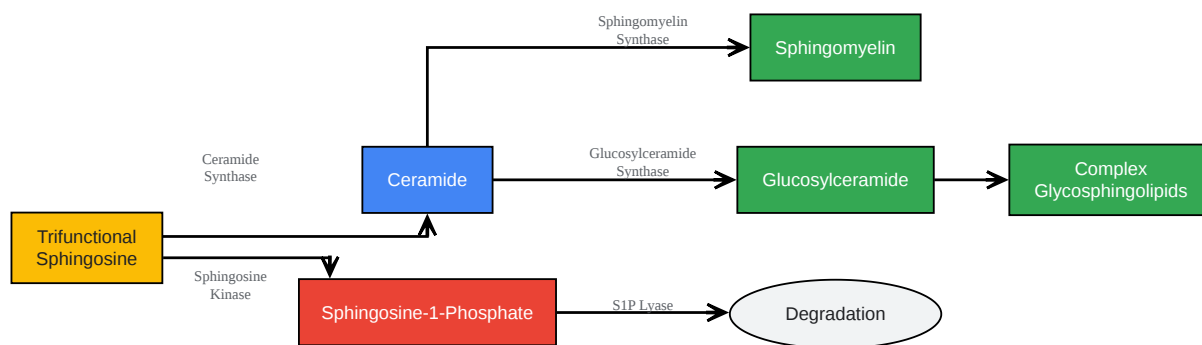 Sphingomyelin
Synthase
Sphingomyelin
Ceramide
Synthase
Ceramide
Glucosylceramide
Synthase
Glucosylceramide
Complex
Glycosphingolipids
Trifunctional
Sphingosine
Sphingosine
Kinase
Sphingosine-1-Phosphate
S1P Lyase
Degradation